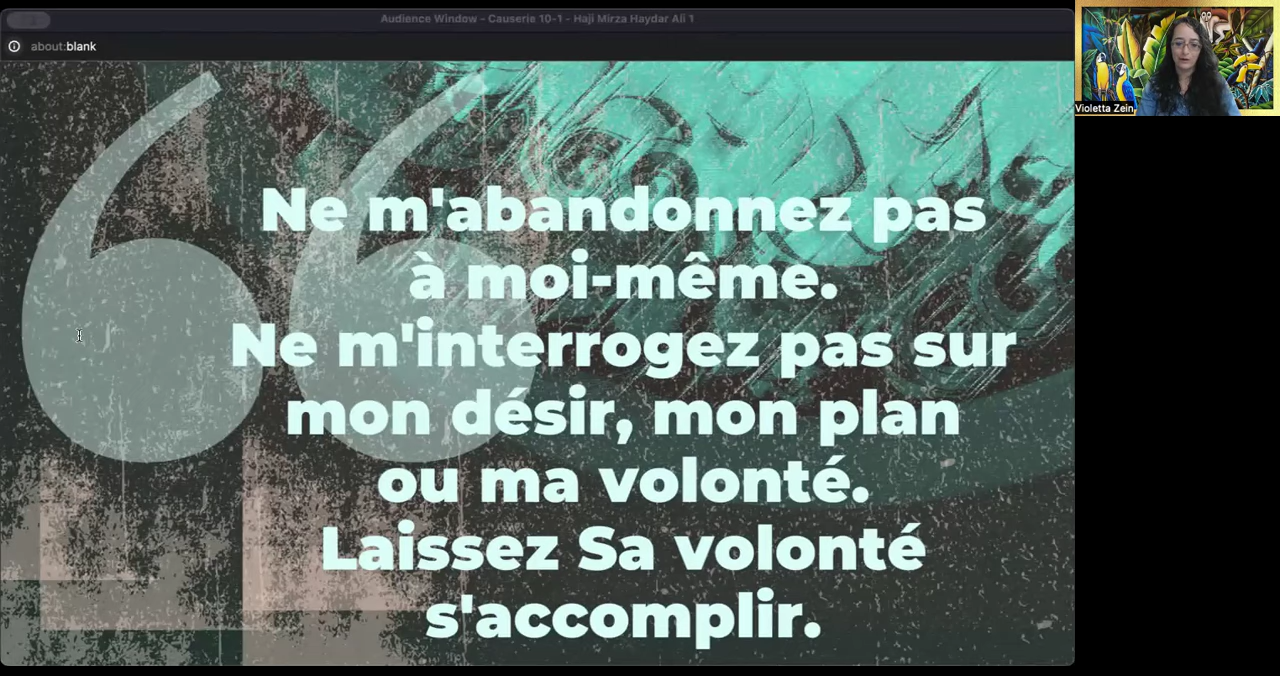 Audience Window - Causerie 10-1 - Haji Mirza Haydar Ali 1
about:blank
Violetta Zein
Ne m'abandonnez pas
à moi-même.
Ne m'interrogez pas sur
mon désir, mon plan
ou ma volonté.
Laissez Sa volonté
s'accomplir.